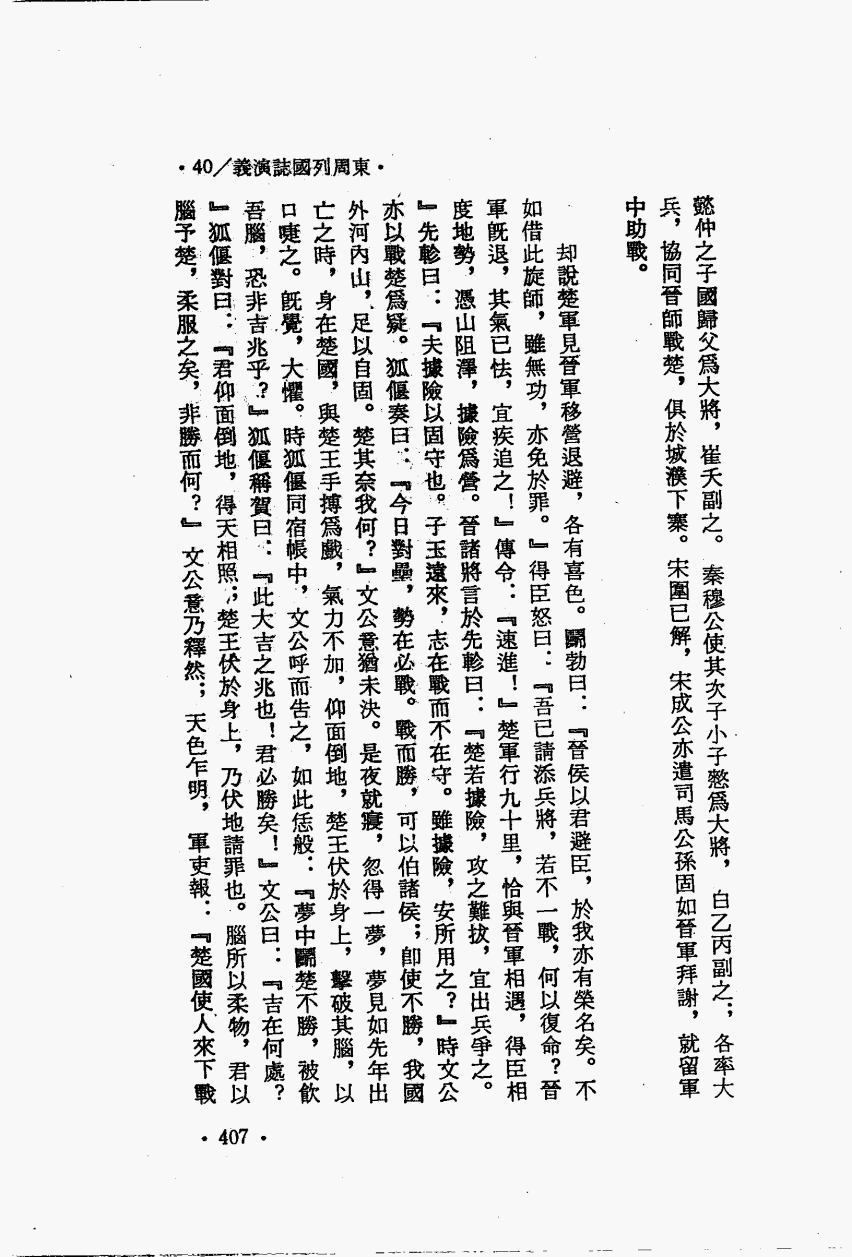 ・40／義演誌國列周東・
懿仲之子國歸父爲大將，崔夭副之。秦穆公使其次子小子憗爲大將，白乙丙副之；各率大
兵，協同晉師戰楚，俱於城濮下寨。宋圍已解，宋成公亦遣司馬公孫固如晉軍拜謝，就留軍
中助戰。
却說楚軍見晉軍移營退避，各有喜色。鬬勃曰：『晉侯以君避臣，於我亦有榮名矣。不
如借此旋師，雖無功，亦免於罪。』得臣怒曰：『吾已請添兵將，若不一戰，何以復命？晉
軍旣退，其氣已怯，宜疾追之！』傳令：『速進！』楚軍行九十里，恰與晉軍相遇，得臣相
度地勢，憑山阻澤，據險爲營。晉諸將言於先軫曰：『楚若據險，攻之難拔，宜出兵爭之。
』先軫曰：『夫據險以固守也。子玉遠來，志在戰而不在守。雖據險，安所用之？』時文公
亦以戰楚爲疑。狐偃奏曰：『今日對壘，勢在必戰。戰而勝，可以伯諸侯；卽使不勝，我國
外河內山，足以自固。楚其奈我何？』文公意猶未決。是夜就寢，忽得一夢，夢見如先年出
亡之時，身在楚國，與楚王手搏爲戲，氣力不加，仰面倒地，楚王伏於身上，擊破其腦，以
口啑之。旣覺，大懼。時狐偃同宿帳中，文公呼而告之，如此恁般：『夢中鬬楚不勝，被飮
吾腦，恐非吉兆乎？』狐偃稱賀曰：『此大吉之兆也！君必勝矣！』文公曰：『吉在何處？
』狐偃對曰：『君仰面倒地，得天相照；楚王伏於身上，乃伏地請罪也。腦所以柔物，君以
腦予楚，柔服之矣，非勝而何？』文公意乃釋然；天色乍明，軍吏報：『楚國使人來下戰
・407・